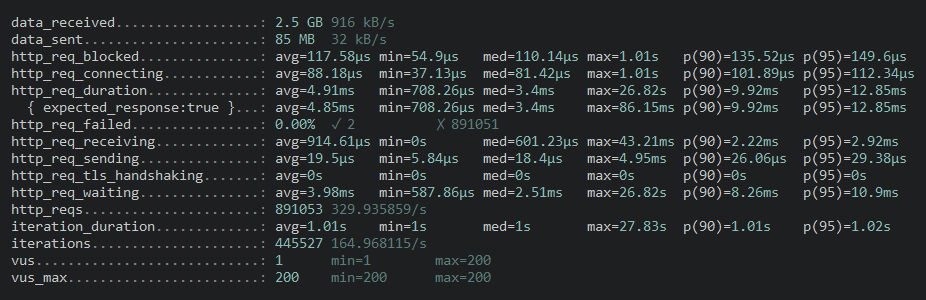 data_received..................: 2.5 GB 916 kB/s
data_sent......................: 85 MB  32 kB/s
http_req_blocked...............: avg=117.58µs min=54.9µs   med=110.14µs max=1.01s   p(90)=135.52µs p(95)=149.6µs
http_req_connecting............: avg=88.18µs  min=37.13µs  med=81.42µs  max=1.01s   p(90)=101.89µs p(95)=112.34µs
http_req_duration..............: avg=4.91ms   min=708.26µs med=3.4ms    max=26.82s  p(90)=9.92ms   p(95)=12.85ms
  { expected_response:true }...: avg=4.85ms   min=708.26µs med=3.4ms    max=86.15ms p(90)=9.92ms   p(95)=12.85ms
http_req_failed................: 0.00%  ✓ 2          ✗ 891051
http_req_receiving.............: avg=914.61µs min=0s       med=601.23µs max=43.21ms p(90)=2.22ms   p(95)=2.92ms
http_req_sending...............: avg=19.5µs   min=5.84µs   med=18.4µs   max=4.95ms  p(90)=26.06µs  p(95)=29.38µs
http_req_tls_handshaking.......: avg=0s       min=0s       med=0s       max=0s      p(90)=0s       p(95)=0s
http_req_waiting...............: avg=3.98ms   min=587.86µs med=2.51ms   max=26.82s  p(90)=8.26ms   p(95)=10.9ms
http_reqs......................: 891053 329.935859/s
iteration_duration.............: avg=1.01s    min=1s       med=1s       max=27.83s  p(90)=1.01s    p(95)=1.02s
iterations.....................: 445527 164.968115/s
vus............................: 1      min=1        max=200
vus_max........................: 200    min=200      max=200